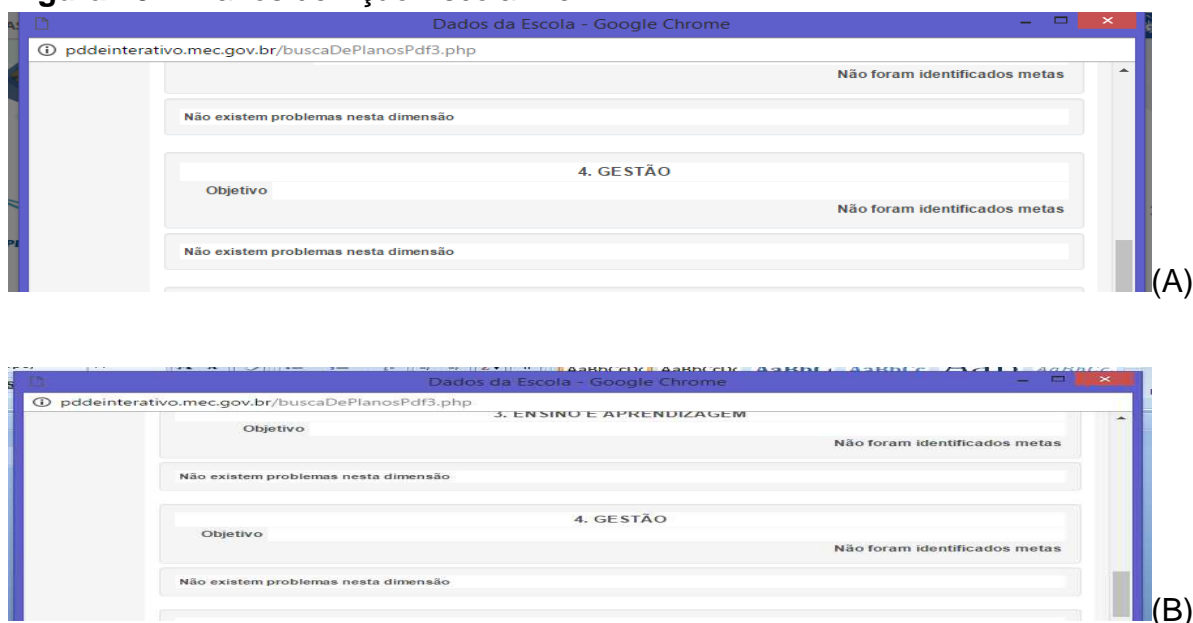 Dados da Escola - Google Chrome
pddeinterativo.mec.gov.br/buscaDePlanosPdf3.php
Não foram identificados metas
Não existem problemas nesta dimensão
4. GESTÃO
Objetivo
Não foram identificados metas
Não existem problemas nesta dimensão
(A)
Dados da Escola - Google Chrome
pddeinterativo.mec.gov.br/buscaDePlanosPdf3.php
3. ENSINO E APRENDIZAGEM
Objetivo
Não foram identificados metas
Não existem problemas nesta dimensão
4. GESTÃO
Objetivo
Não foram identificados metas
Não existem problemas nesta dimensão
(B)